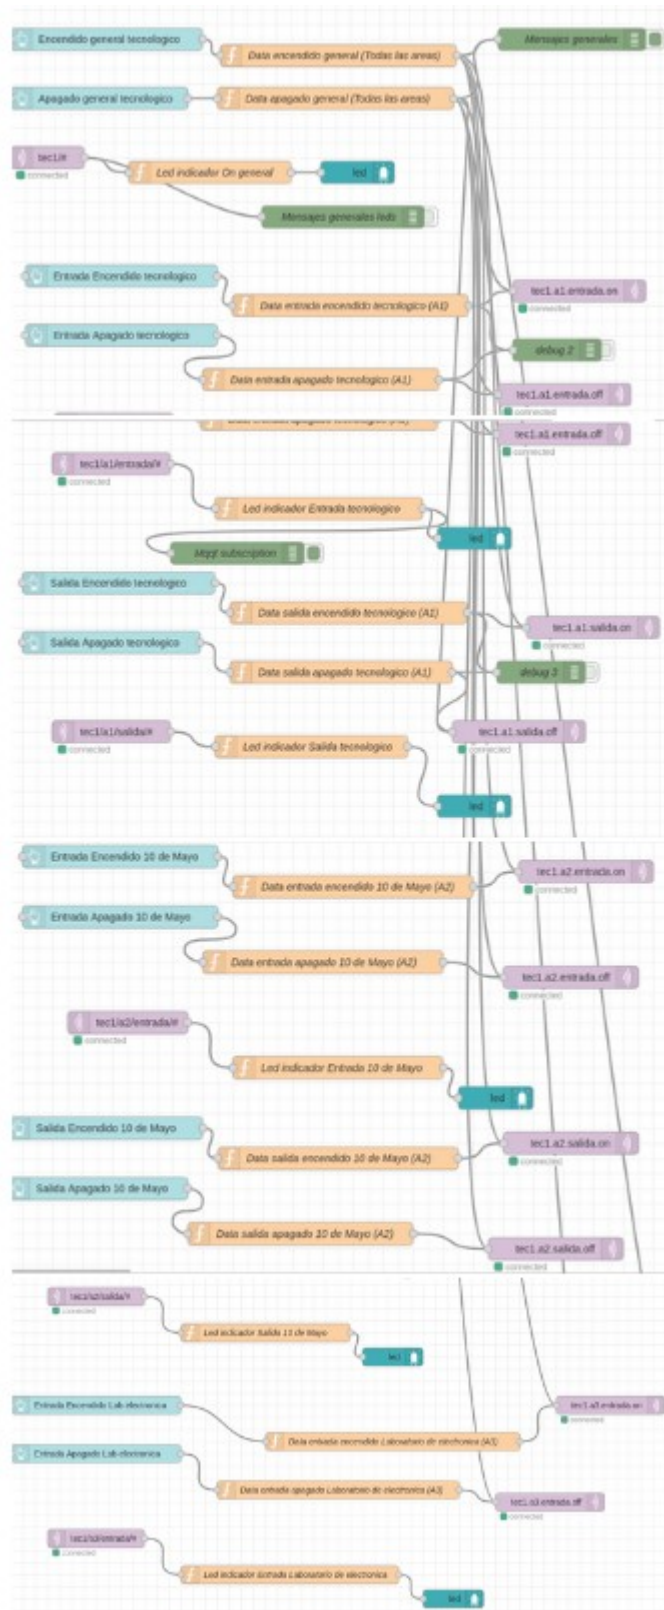 Encendido general tecnologico
Data encendido general (Todas las areas)
Mensajes generales
Apagado general tecnologico
Data apagado general (Todas las areas)
tec1/#
connected
Led indicador On general
led
Mensajes generales leds
Entrada Encendido tecnologico
tec1.a1.entrada.on
connected
Data entrada encendido tecnologico (A1)
Entrada Apagado tecnologico
debug 2
Data entrada apagado tecnologico (A1)
tec1.a1.entrada.off
connected
tec1.a1.entrada.off
connected
tec1/a1/entrada/#
connected
Led indicador Entrada tecnologico
led
Mqqt subscription
Salida Encendido tecnologico
Data salida encendido tecnologico (A1)
tec1.a1.salida.on
connected
Salida Apagado tecnologico
Data salida apagado tecnologico (A1)
debug 3
tec1/a1/salida/#
connected
tec1.a1.salida.off
connected
Led indicador Salida tecnologico
led
Entrada Encendido 10 de Mayo
tec1.a2.entrada.on
connected
Data entrada encendido 10 de Mayo (A2)
Entrada Apagado 10 de Mayo
Data entrada apagado 10 de Mayo (A2)
tec1.a2.entrada.off
connected
tec1/a2/entrada/#
connected
Led indicador Entrada 10 de Mayo
led
Salida Encendido 10 de Mayo
tec1.a2.salida.on
connected
Data salida encendido 10 de Mayo (A2)
Salida Apagado 10 de Mayo
Data salida apagado 10 de Mayo (A2)
tec1.a2.salida.off
connected
tec1/a2/salida/#
connected
Led indicador Salida 10 de Mayo
led
Entrada Encendido Lab electronica
tec1.a3.entrada.on
connected
Data entrada encendido Laboratorio de electronica (A3)
Entrada Apagado Lab electronica
Data entrada apagado Laboratorio de electronica (A3)
tec1.a3.entrada.off
connected
tec1/a3/entrada/#
connected
Led indicador Entrada Laboratorio de electronica
led